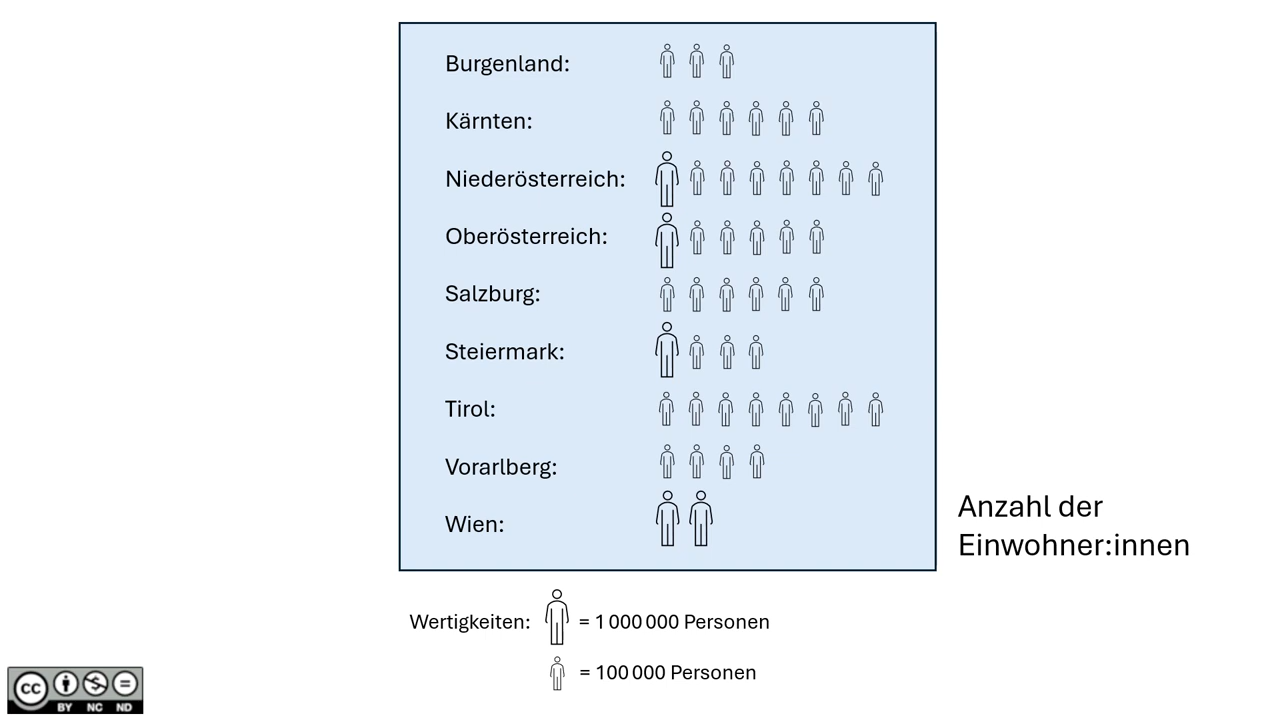 Burgenland:
Kärnten:
Niederösterreich:
Oberösterreich:
Salzburg:
Steiermark:
Tirol:
Vorarlberg:
Wien:
Anzahl der
Einwohner:innen
Wertigkeiten: = 1 000 000 Personen
= 100 000 Personen
cc
BY NC ND